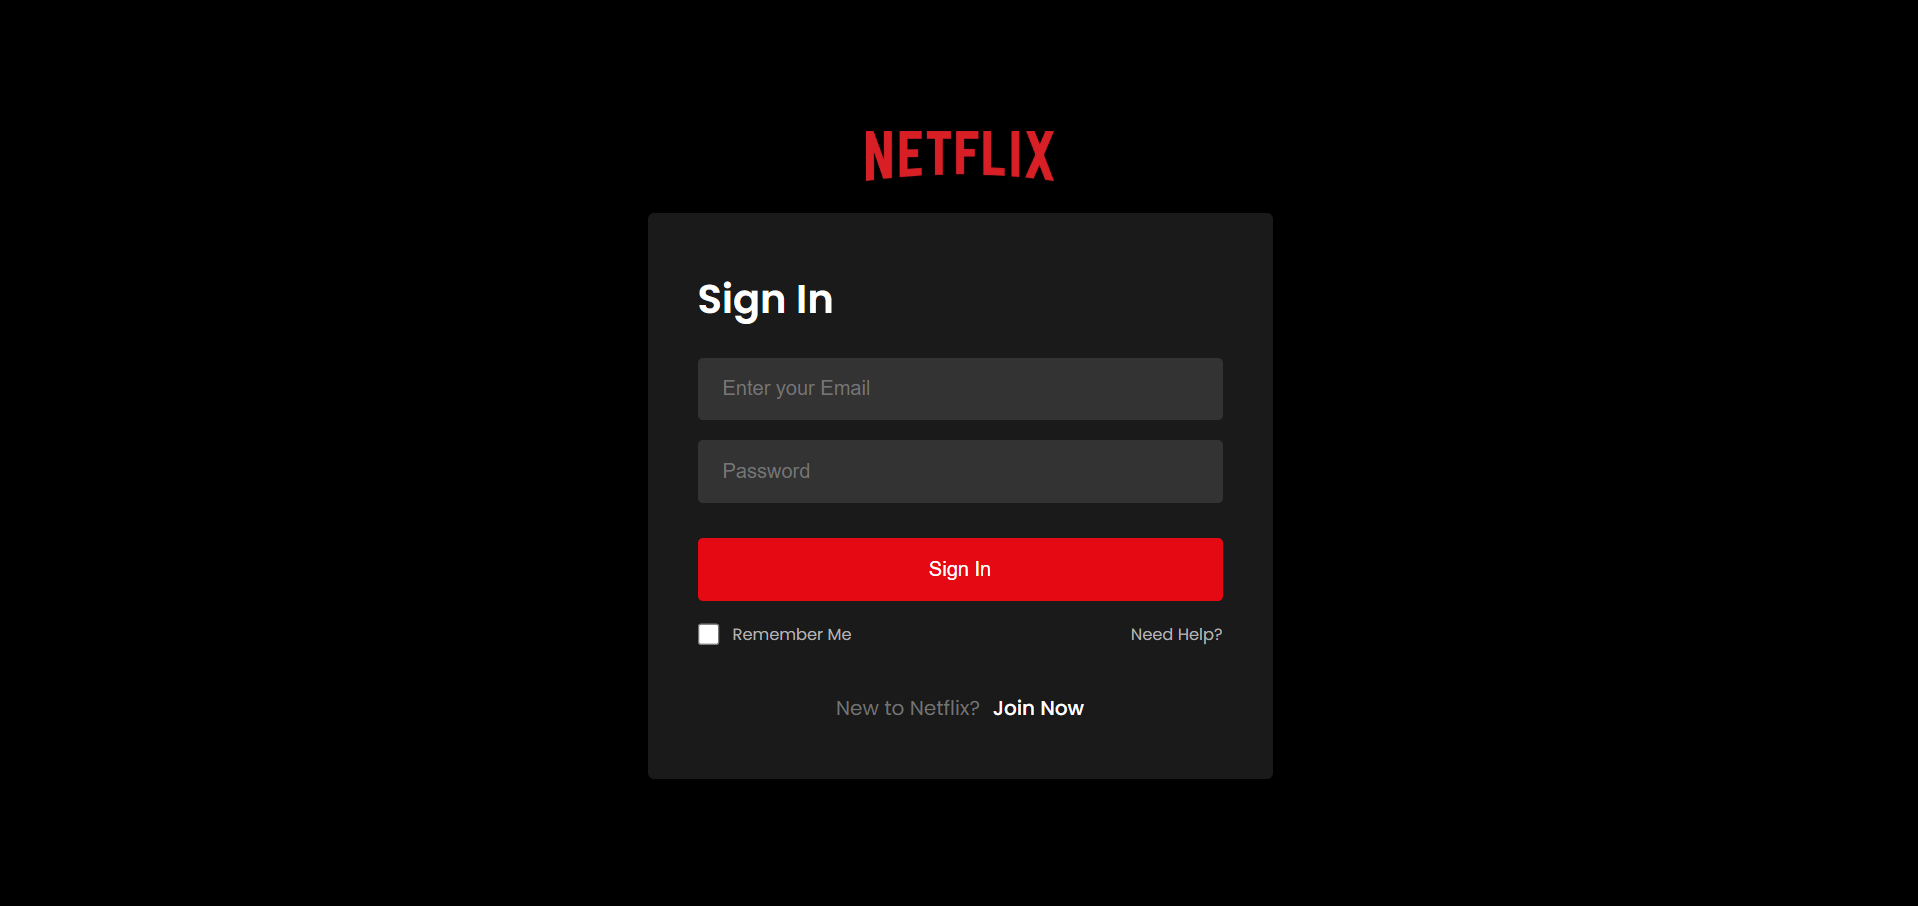 NETFLIX
Sign In
Enter your Email
Password
Sign In
Remember Me Need Help?
New to Netflix? Join Now